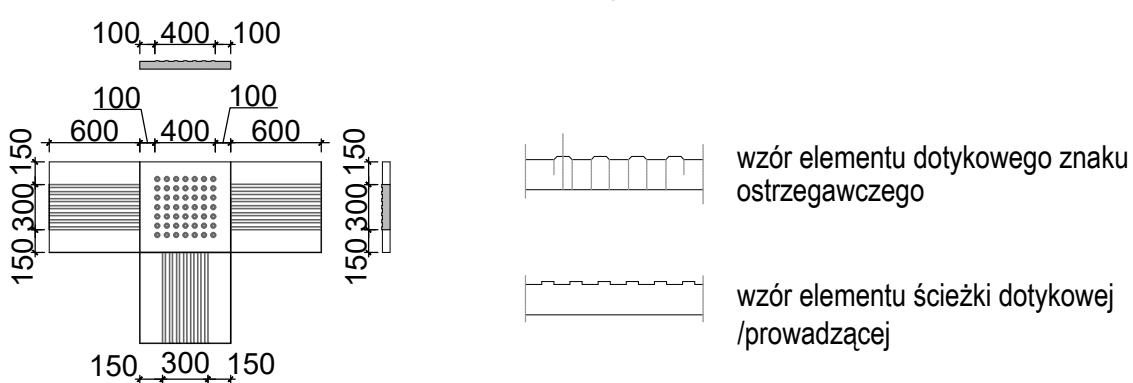 100 400 100
100 100
600 400 600
150 300 150
150 300 150
150 300 150
wzór elementu dotykowego znaku
ostrzegawczego
wzór elementu ścieżki dotykowej
/prowadzącej